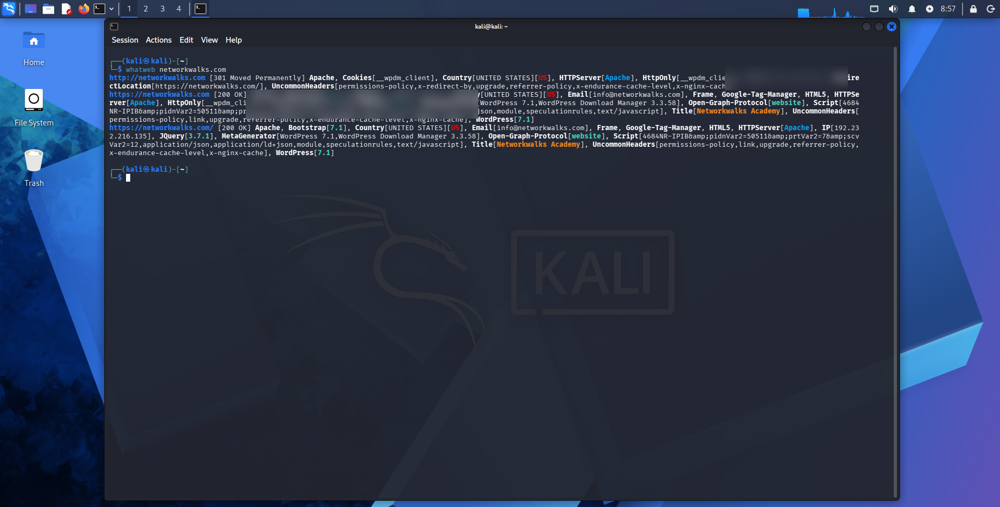 1 2 3 4
8:57
kali@kali: ~
Session Actions Edit View Help
Home
File System
Trash
┌──(kali㉿kali)-[~]
└─$ whatweb networkwalks.com
http://networkwalks.com [301 Moved Permanently] Apache, Cookies[__wpdm_client], Country[UNITED STATES][US], HTTPServer[Apache], HttpOnly[__wpdm_clie ire
ctLocation[https://networkwalks.com/], UncommonHeaders[permissions-policy,x-redirect-by,upgrade,referrer-policy,x-endurance-cache-level,x-nginx-cach
https://networkwalks.com [200 OK] [UNITED STATES][US], Email[info@networkwalks.com], Frame, Google-Tag-Manager, HTML5, HTTPSe
rver[Apache], HttpOnly[__wpdm_cli [WordPress 7.1,WordPress Download Manager 3.3.58], Open-Graph-Protocol[website], Script[4684
NR-IPIB&amp;pidnVar2=50511&amp;pr json,module,speculationrules,text/javascript], Title[Networkwalks Academy], UncommonHeaders[
permissions-policy,link,upgrade,referrer-policy,x-endurance-cache-level,x-nginx-cache], WordPress[7.1]
https://networkwalks.com/ [200 OK] Apache, Bootstrap[7.1], Country[UNITED STATES][US], Email[info@networkwalks.com], Frame, Google-Tag-Manager, HTML5, HTTPServer[Apache], IP[192.23
2.216.135], JQuery[3.7.1], MetaGenerator[WordPress 7.1,WordPress Download Manager 3.3.58], Open-Graph-Protocol[website], Script[4684NR-IPIB&amp;pidnVar2=50511&amp;prtVar2=7&amp;scv
Var2=12,application/json,application/ld+json,module,speculationrules,text/javascript], Title[Networkwalks Academy], UncommonHeaders[permissions-policy,link,upgrade,referrer-policy,
x-endurance-cache-level,x-nginx-cache], WordPress[7.1]
┌──(kali㉿kali)-[~]
└─$
KALI